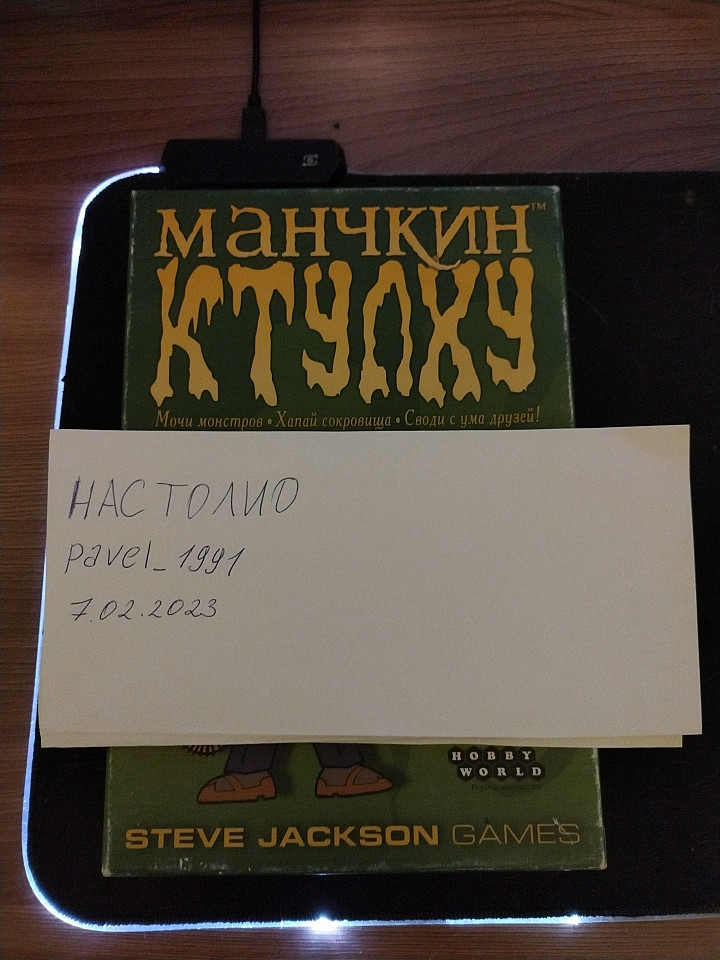 манчкин™
Ктулху
Мочи монстров • Хапай сокровища • Своди с ума друзей!
НАСТОЛИО
pavel_1991
7.02.2023
HOBBY
WORLD
STEVE JACKSON GAMES